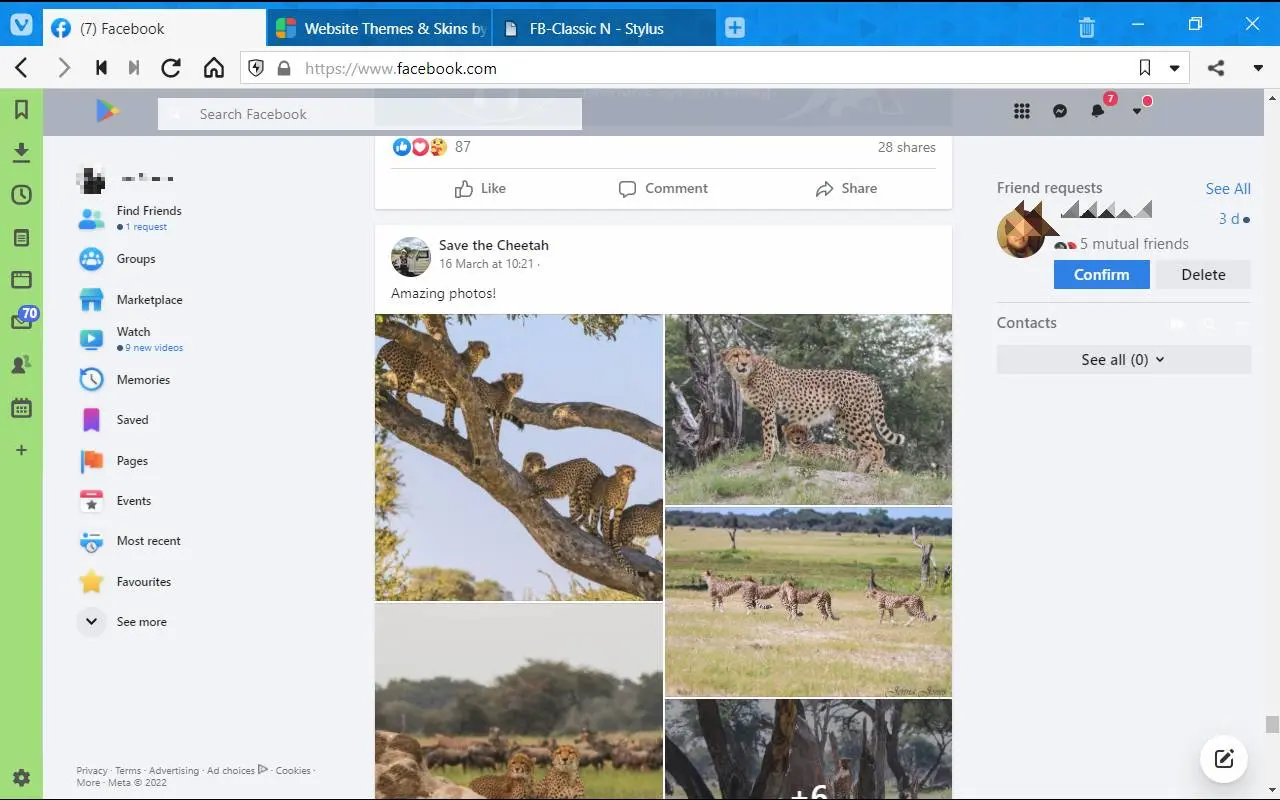 (7) Facebook
Website Themes & Skins by
FB-Classic N - Stylus
https://www.facebook.com
Search Facebook
7
87
28 shares
Like
Comment
Share
Find Friends
1 request
Groups
Marketplace
Watch
9 new videos
Memories
Saved
Pages
Events
Most recent
Favourites
See more
Privacy · Terms · Advertising · Ad choices · Cookies ·
More · Meta © 2022
70
Save the Cheetah
16 March at 10:21 ·
Amazing photos!
+6
Friend requests
See All
3 d
5 mutual friends
Confirm
Delete
Contacts
See all (0)